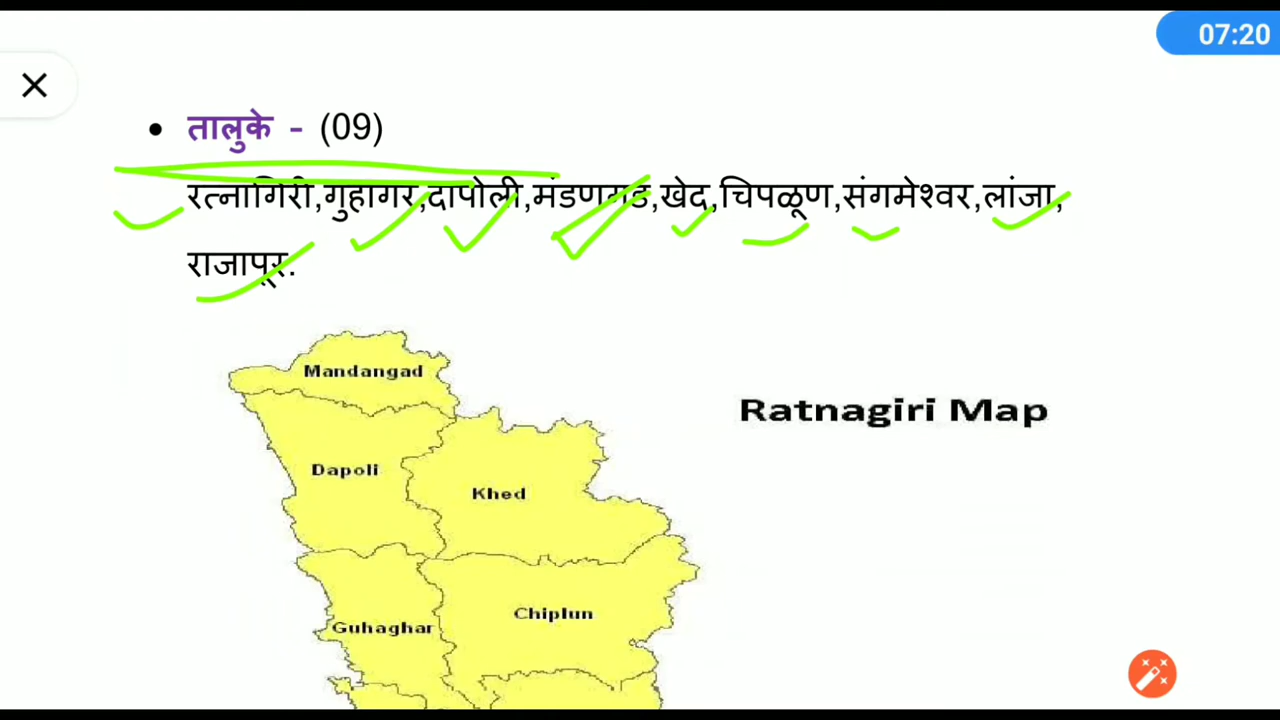 07:20
• तालुके - (09)
रत्नागिरी,गुहागर,दापोली,मंडणगड,खेद,चिपळूण,संगमेश्वर,लांजा,
राजापूर.
Mandangad
Ratnagiri Map
Dapoli
Khed
Chiplun
Guhaghar